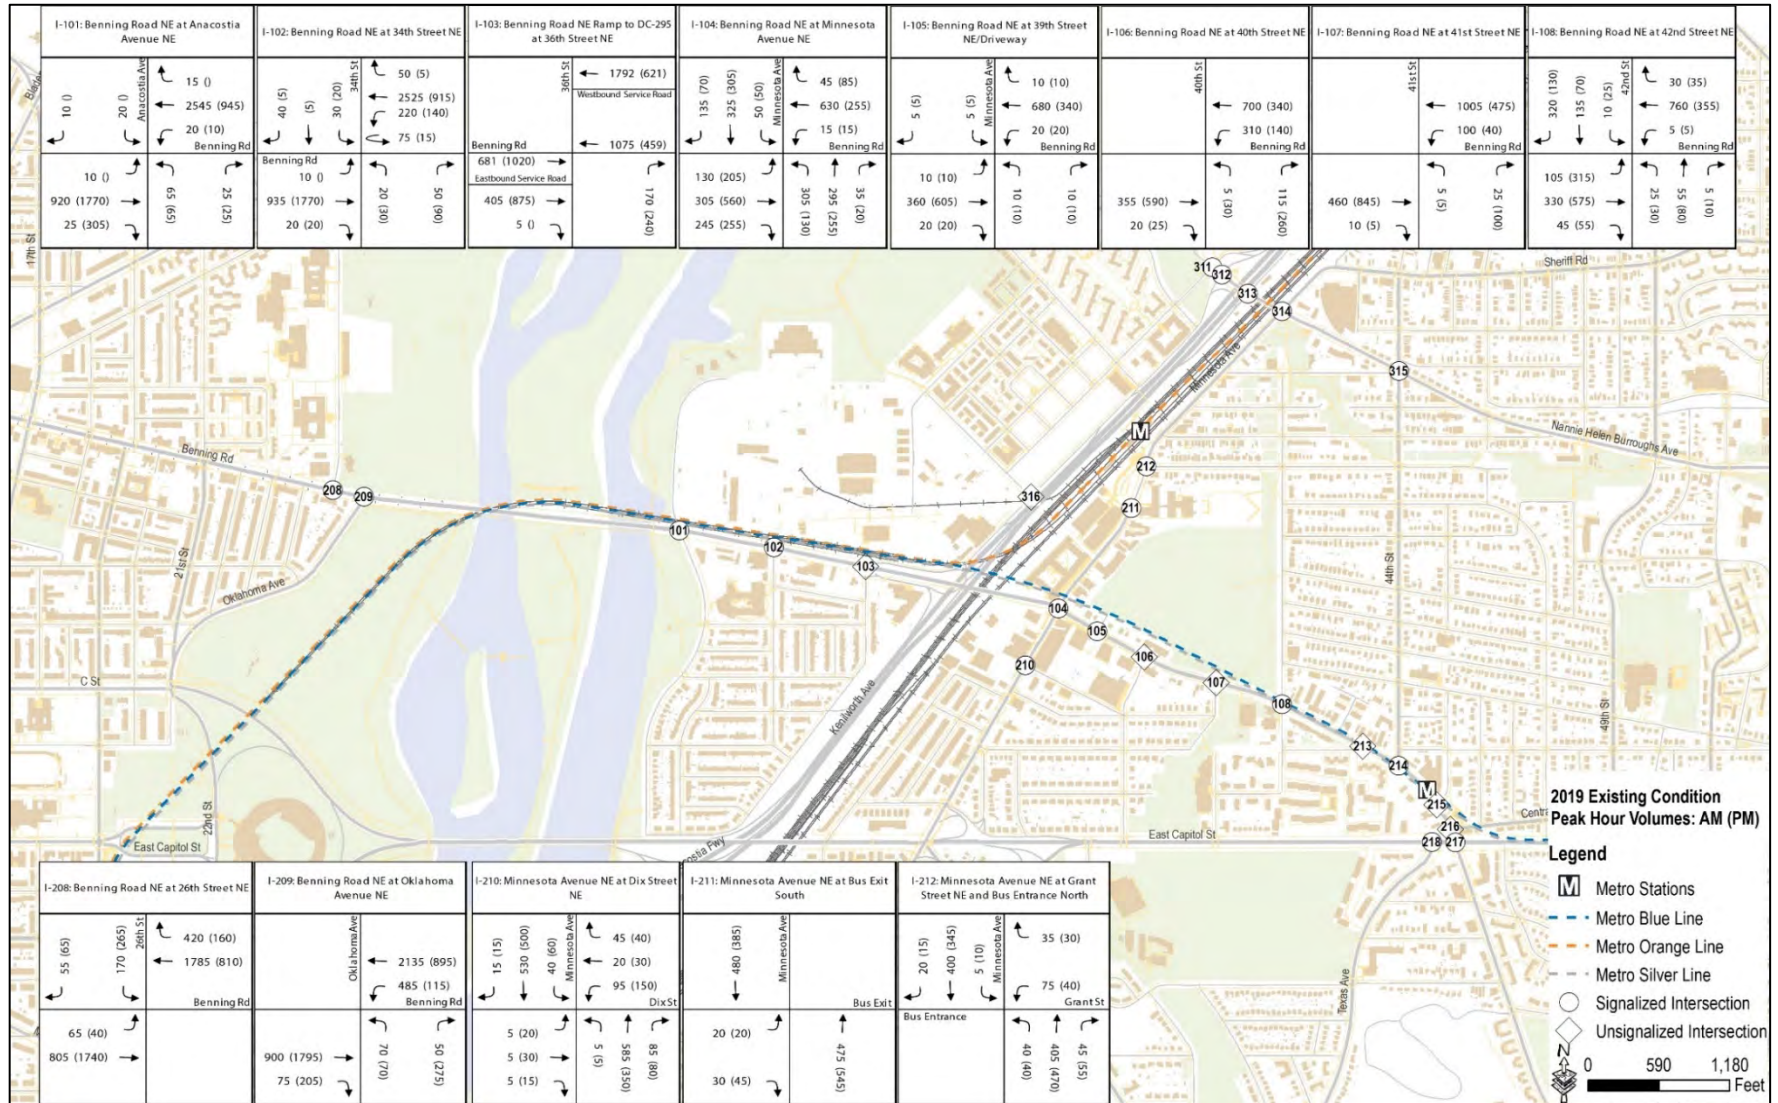 I-101: Benning Road NE at Anacostia
Avenue NE
10 ()
20 ()
Anacostia Ave
15 ()
2545 (945)
20 (10)
Benning Rd
10 ()
920 (1770)
25 (305)
65 (65)
25 (25)
I-102: Benning Road NE at 34th Street NE
40 (5)
(5)
30 (20)
34th St
50 (5)
2525 (915)
220 (140)
75 (15)
Benning Rd
10 ()
935 (1770)
20 (20)
20 (30)
50 (90)
I-103: Benning Road NE Ramp to DC-295
at 36th Street NE
36th St
1792 (621)
Westbound Service Road
1075 (459)
Benning Rd
681 (1020)
Eastbound Service Road
405 (875)
5 ()
170 (240)
I-104: Benning Road NE at Minnesota
Avenue NE
135 (70)
325 (305)
50 (50)
Minnesota Ave
45 (85)
630 (255)
15 (15)
Benning Rd
130 (205)
305 (560)
245 (255)
305 (130)
295 (255)
35 (20)
I-105: Benning Road NE at 39th Street
NE/Driveway
5 (5)
5 (5)
Minnesota Ave
10 (10)
680 (340)
20 (20)
Benning Rd
10 (10)
360 (605)
20 (20)
10 (10)
10 (10)
I-106: Benning Road NE at 40th Street NE
40th St
700 (340)
310 (140)
Benning Rd
355 (590)
20 (25)
5 (30)
115 (260)
I-107: Benning Road NE at 41st Street NE
41st St
1005 (475)
100 (40)
Benning Rd
460 (845)
10 (5)
5 (5)
25 (100)
I-108: Benning Road NE at 42nd Street NE
320 (130)
135 (70)
10 (25)
42nd St
30 (35)
760 (355)
5 (5)
Benning Rd
105 (315)
330 (575)
45 (55)
25 (30)
55 (80)
5 (10)
17th St
Benning Rd
21st St
Oklahoma Ave
C St
22nd St
East Capitol St
Kenilworth Ave
Minnesota Ave
Sheriff Rd
Nannie Helen Burroughs Ave
44th St
49th St
East Capitol St
Texas Ave
208
209
101
102
103
104
105
106
107
108
210
211
212
213
214
215
216
217
218
311
312
313
314
315
316
M
M
I-208: Benning Road NE at 26th Street NE
55 (65)
170 (265)
26th St
420 (160)
1785 (810)
Benning Rd
65 (40)
805 (1740)
I-209: Benning Road NE at Oklahoma
Avenue NE
Oklahoma Ave
2135 (895)
485 (115)
Benning Rd
900 (1795)
75 (205)
70 (70)
50 (275)
I-210: Minnesota Avenue NE at Dix Street
NE
15 (15)
530 (500)
40 (60)
Minnesota Ave
45 (40)
20 (30)
95 (150)
Dix St
5 (20)
5 (30)
5 (15)
5 (5)
585 (350)
85 (80)
I-211: Minnesota Avenue NE at Bus Exit
South
480 (385)
Minnesota Ave
Bus Exit
20 (20)
30 (45)
475 (545)
I-212: Minnesota Avenue NE at Grant
Street NE and Bus Entrance North
20 (15)
400 (345)
5 (10)
Minnesota Ave
35 (30)
75 (40)
Grant St
Bus Entrance
40 (40)
405 (470)
45 (55)
2019 Existing Condition
Peak Hour Volumes: AM (PM)
Legend
M Metro Stations
Metro Blue Line
Metro Orange Line
Metro Silver Line
Signalized Intersection
Unsignalized Intersection
N
0 590 1,180
Feet